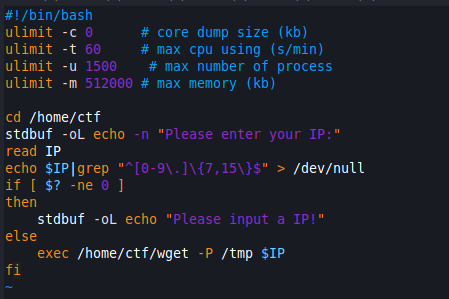 #!/bin/bash
ulimit -c 0      # core dump size (kb)
ulimit -t 60     # max cpu using (s/min)
ulimit -u 1500    # max number of process
ulimit -m 512000 # max memory (kb)

cd /home/ctf
stdbuf -oL echo -n "Please enter your IP:"
read IP
echo $IP|grep "^[0-9\.]\{7,15\}$" > /dev/null
if [ $? -ne 0 ]
then
    stdbuf -oL echo "Please input a IP!"
else
    exec /home/ctf/wget -P /tmp $IP
fi
~